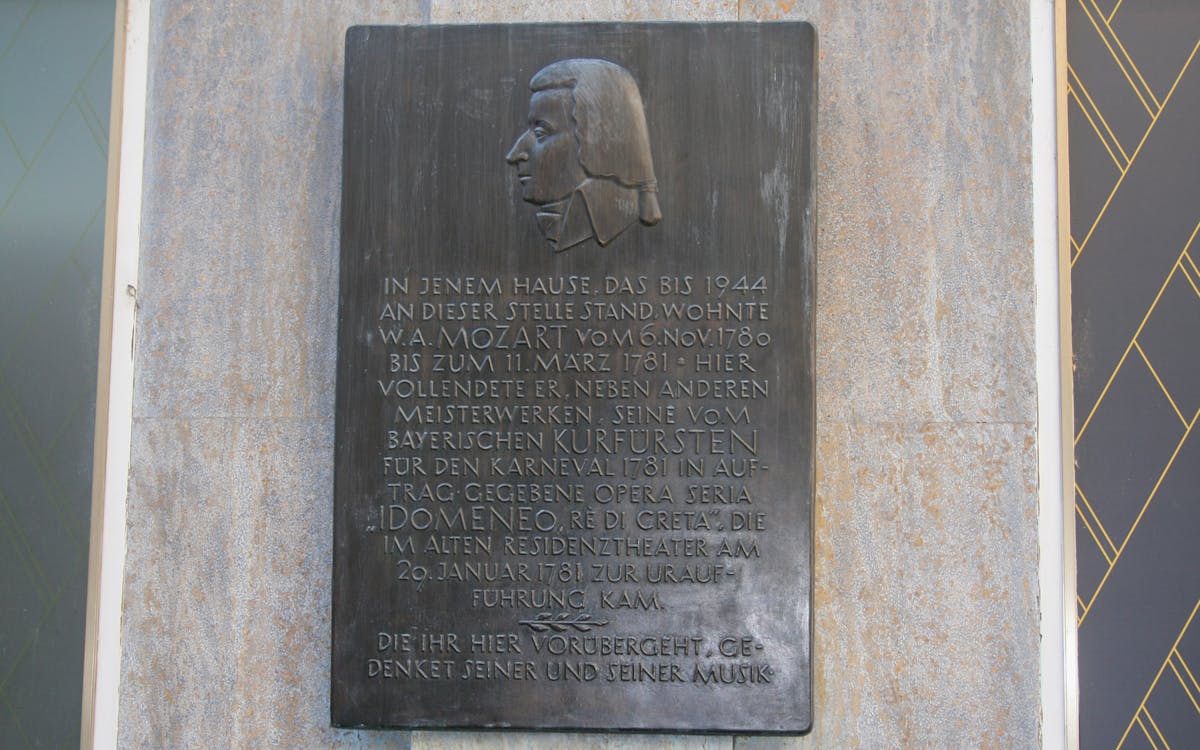 IN JENEM HAUSE, DAS BIS 1944
AN DIESER STELLE STAND, WOHNTE
W. A. MOZART VOM 6. NOV. 1780
BIS ZUM 11. MÄRZ 1781 · HIER
VOLLENDETE ER, NEBEN ANDEREN
MEISTERWERKEN, SEINE VOM
BAYERISCHEN KURFÜRSTEN
FÜR DEN KARNEVAL 1781 IN AUF-
TRAG GEGEBENE OPERA SERIA
„IDOMENEO, RÈ DI CRETA“, DIE
IM ALTEN RESIDENZTHEATER AM
29. JANUAR 1781 ZUR URAUF-
FÜHRUNG KAM.
DIE IHR HIER VORÜBERGEHT, GE-
DENKET SEINER UND SEINER MUSIK·